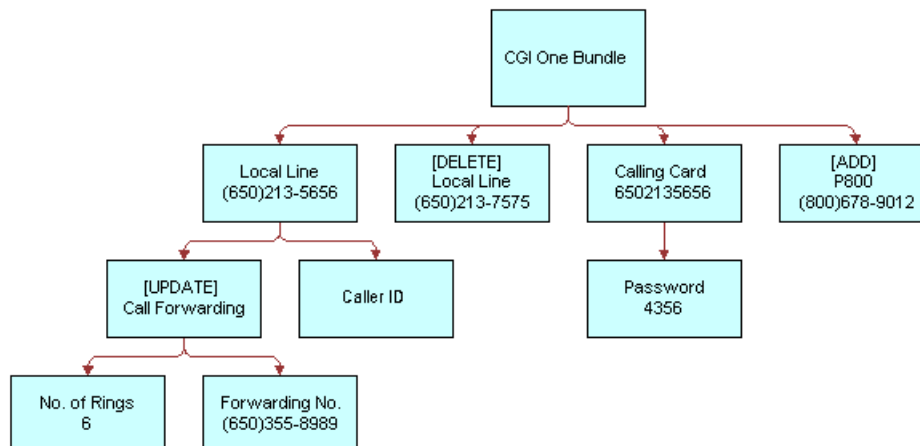 CGI One Bundle
Local Line
(650)213-5656
[DELETE]
Local Line
(650)213-7575
Calling Card
6502135656
[ADD]
P800
(800)678-9012
[UPDATE]
Call Forwarding
Caller ID
Password
4356
No. of Rings
6
Forwarding No.
(650)355-8989